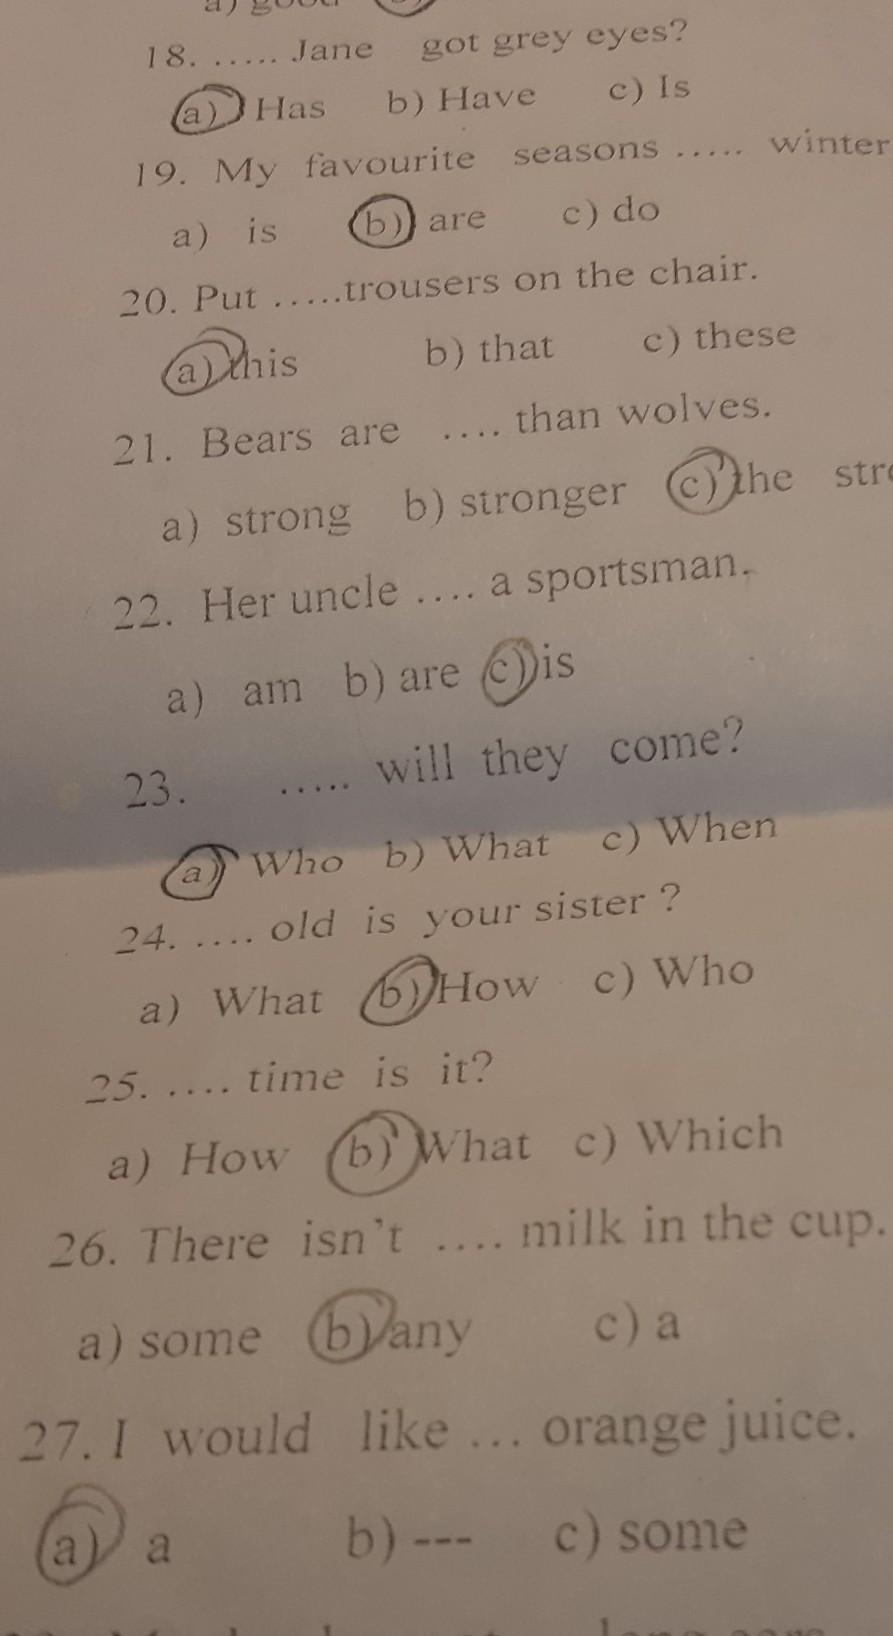 a) good
18. ..... Jane got grey eyes?
a) Has b) Have c) Is
19. My favourite seasons ..... winter
a) is b) are c) do
20. Put .....trousers on the chair.
a) this b) that c) these
21. Bears are .... than wolves.
a) strong b) stronger c) the
22. Her uncle .... a sportsman.
a) am b) are c) is
23. ..... will they come?
a) Who b) What c) When
24. .... old is your sister ?
a) What b) How c) Who
25. .... time is it?
a) How b) What c) Which
26. There isn't .... milk in the cup.
a) some b) any c) a
27. I would like ... orange juice.
a) a b) --- c) some